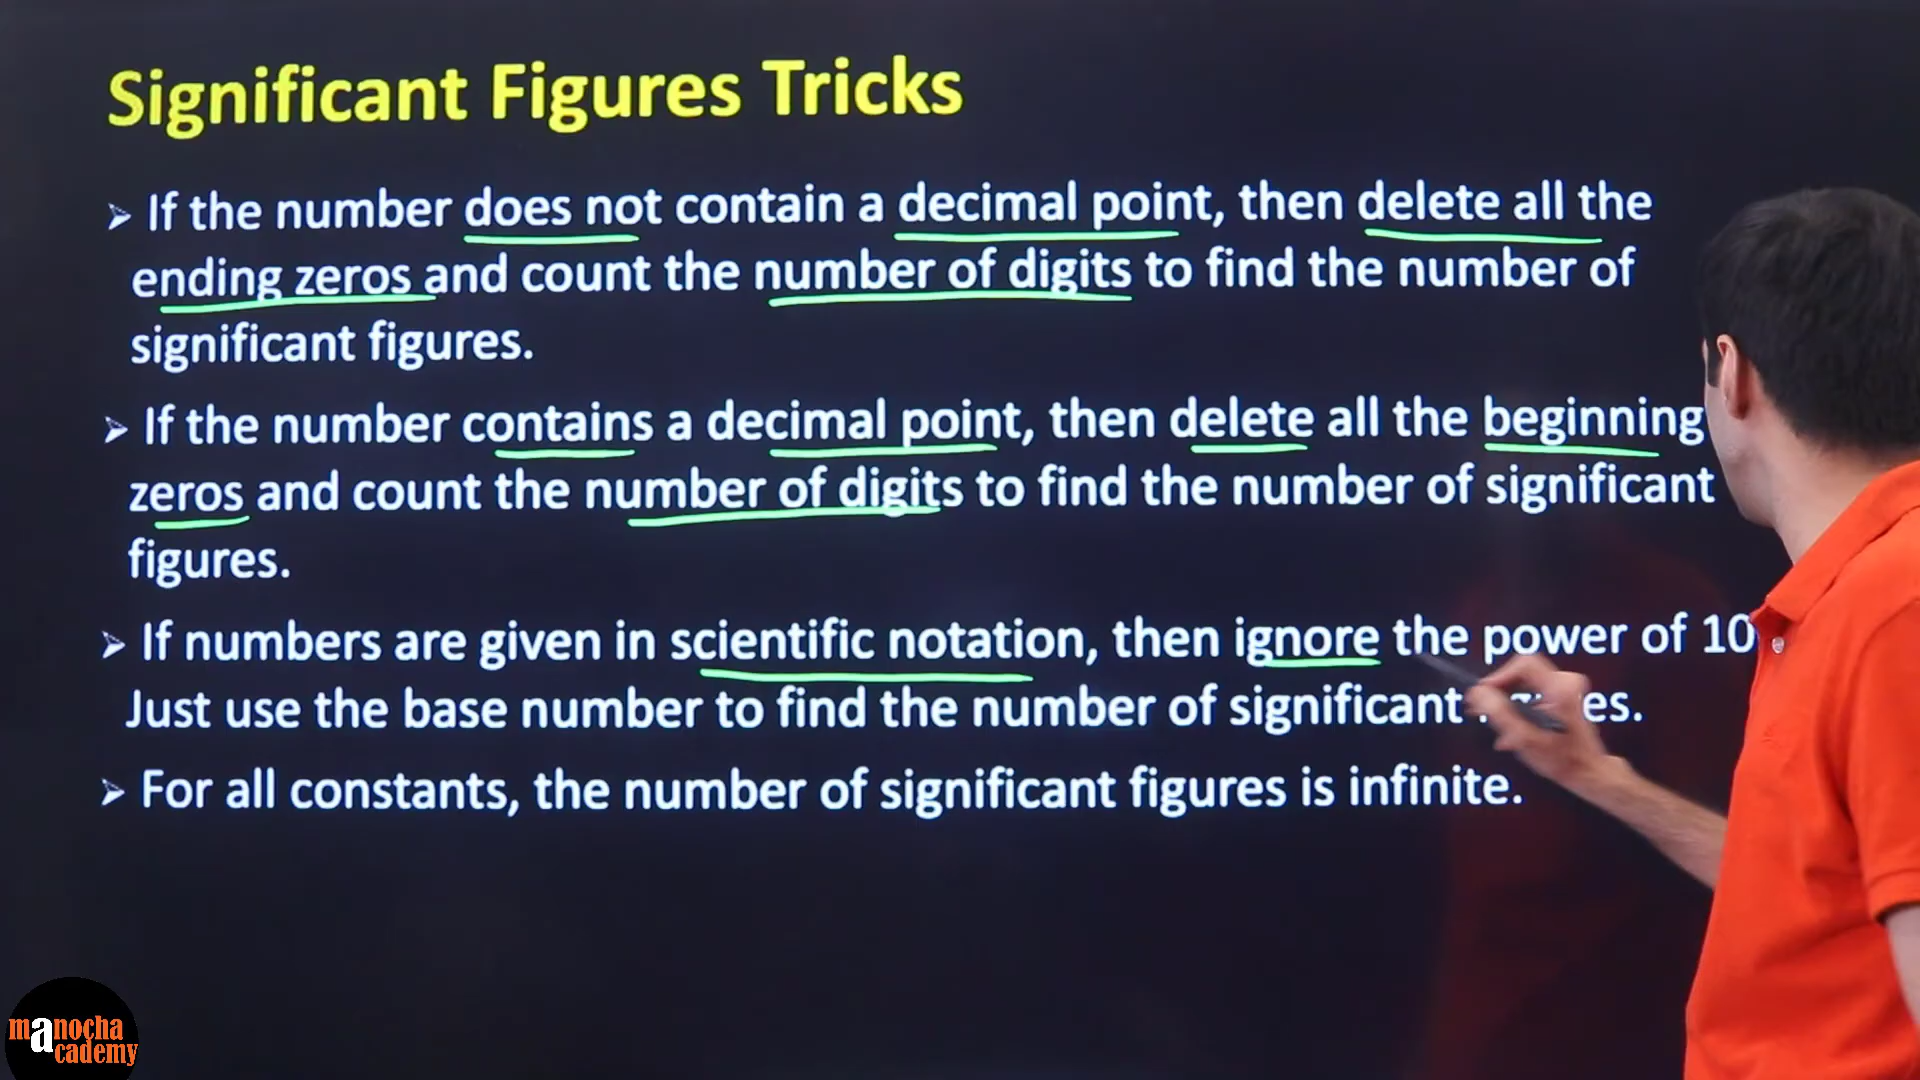 Significant Figures Tricks
➢ If the number does not contain a decimal point, then delete all the
ending zeros and count the number of digits to find the number of
significant figures.
➢ If the number contains a decimal point, then delete all the beginning
zeros and count the number of digits to find the number of significant
figures.
➢ If numbers are given in scientific notation, then ignore the power of 10
Just use the base number to find the number of significant
➢ For all constants, the number of significant figures is infinite.
manocha
academy